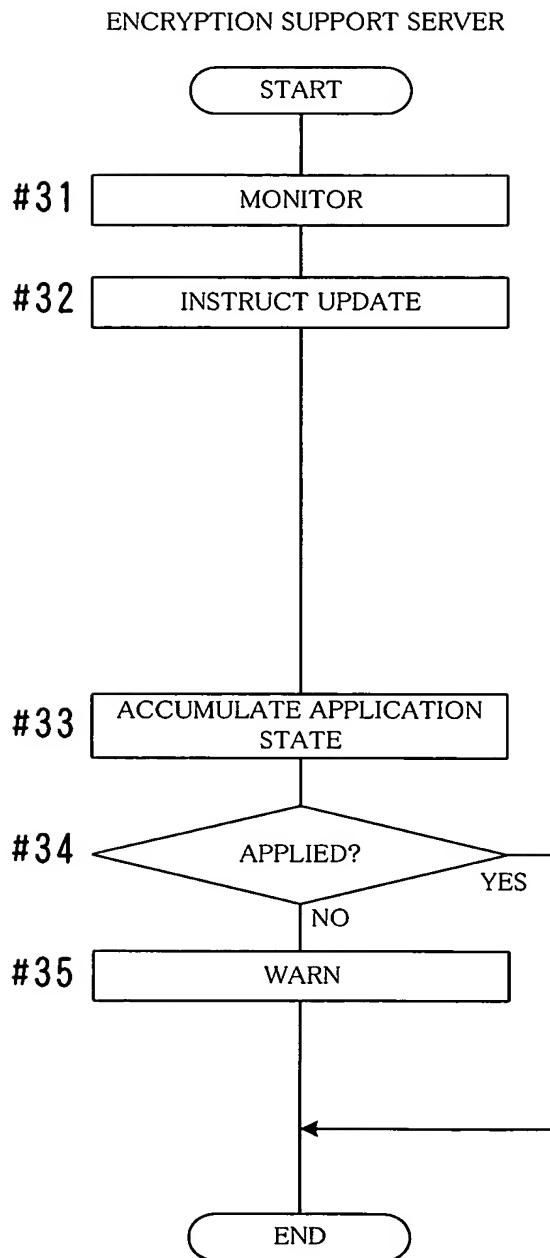 ENCRYPTION SUPPORT SERVER
START
#31 MONITOR
#32 INSTRUCT UPDATE
#33 ACCUMULATE APPLICATION
STATE
#34 APPLIED?
YES
NO
#35 WARN
END